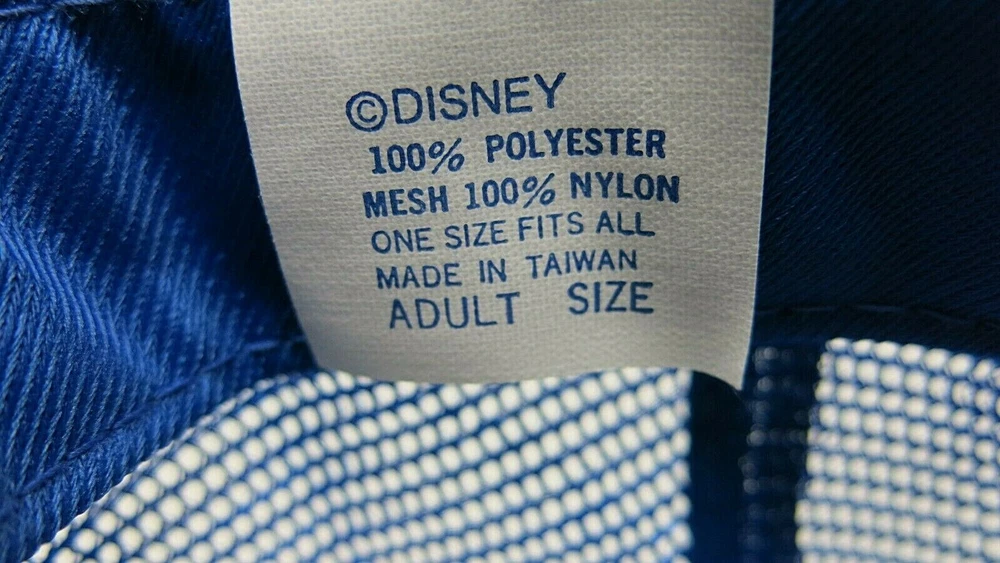 ©DISNEY
100% POLYESTER
MESH 100% NYLON
ONE SIZE FITS ALL
MADE IN TAIWAN
ADULT SIZE